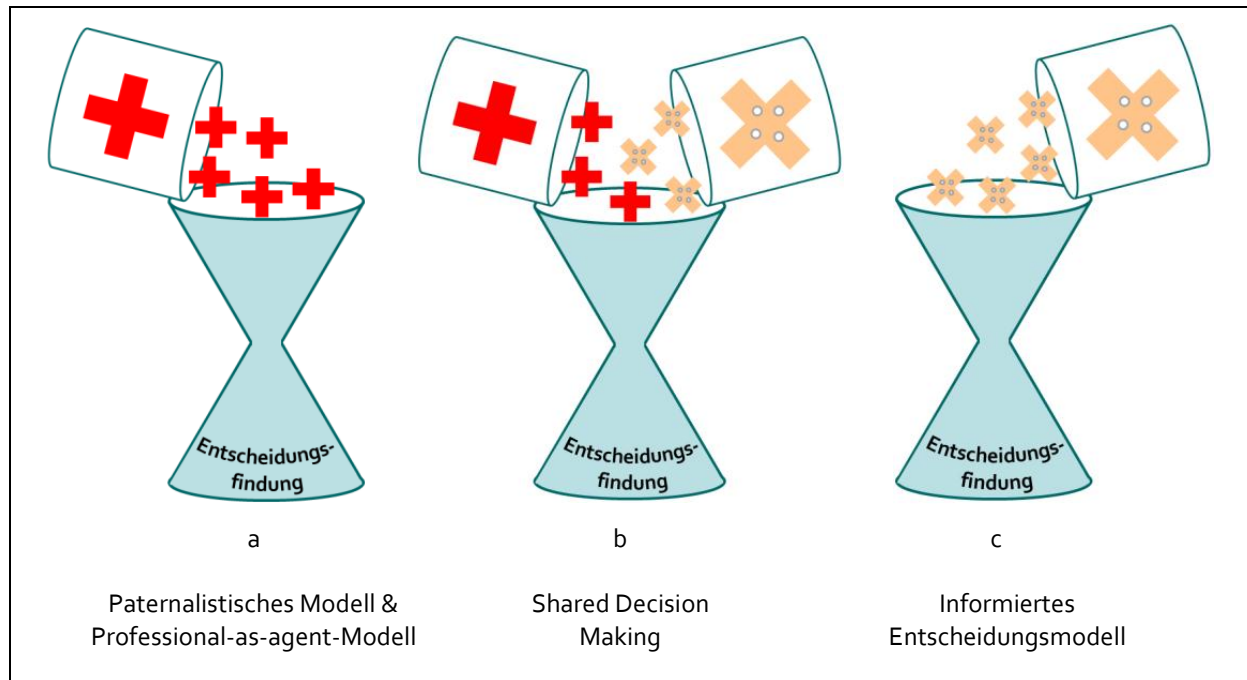 Entscheidungs-
findung
Entscheidungs-
findung
Entscheidungs-
findung
a
b
c
Paternalistisches Modell &
Professional-as-agent-Modell
Shared Decision
Making
Informiertes
Entscheidungsmodell